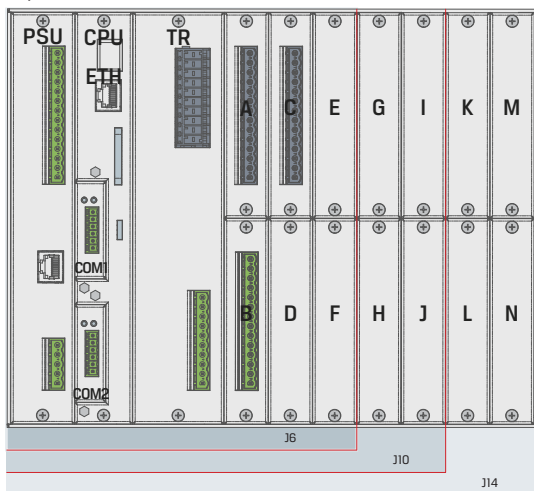 PSU CPU TR
ETH
A C E G I K M
COM1
B D F H J L N
COM2
J6
J10
J14